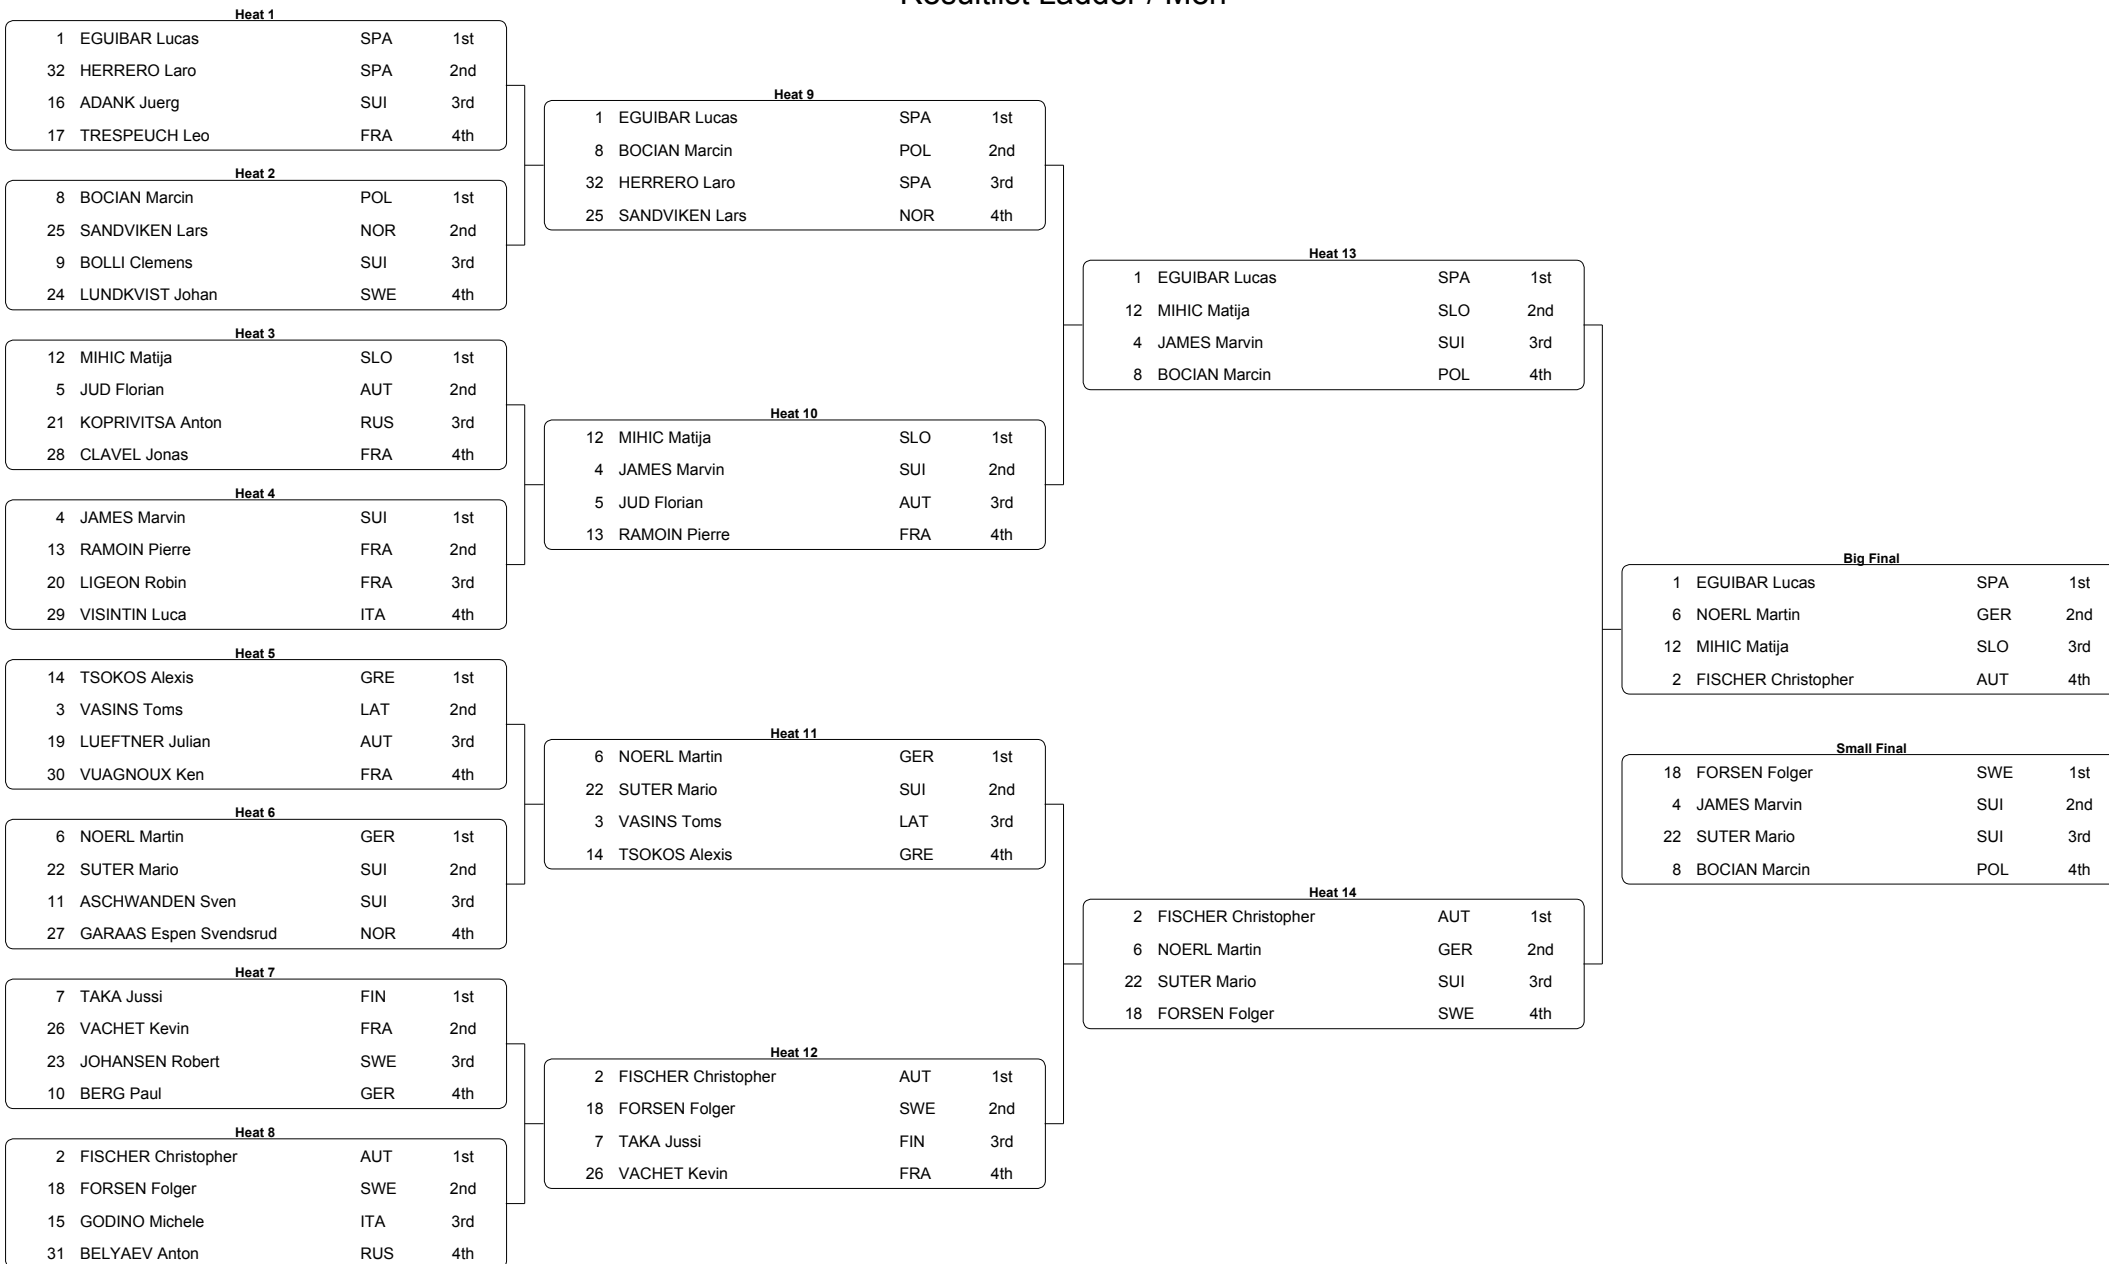 Resultlist Ladder / Men
Heat 1
1 EGUIBAR Lucas SPA 1st
32 HERRERO Laro SPA 2nd
16 ADANK Juerg SUI 3rd
17 TRESPEUCH Leo FRA 4th
Heat 2
8 BOCIAN Marcin POL 1st
25 SANDVIKEN Lars NOR 2nd
9 BOLLI Clemens SUI 3rd
24 LUNDKVIST Johan SWE 4th
Heat 3
12 MIHIC Matija SLO 1st
5 JUD Florian AUT 2nd
21 KOPRIVITSA Anton RUS 3rd
28 CLAVEL Jonas FRA 4th
Heat 4
4 JAMES Marvin SUI 1st
13 RAMOIN Pierre FRA 2nd
20 LIGEON Robin FRA 3rd
29 VISINTIN Luca ITA 4th
Heat 5
14 TSOKOS Alexis GRE 1st
3 VASINS Toms LAT 2nd
19 LUEFTNER Julian AUT 3rd
30 VUAGNOUX Ken FRA 4th
Heat 6
6 NOERL Martin GER 1st
22 SUTER Mario SUI 2nd
11 ASCHWANDEN Sven SUI 3rd
27 GARAAS Espen Svendsrud NOR 4th
Heat 7
7 TAKA Jussi FIN 1st
26 VACHET Kevin FRA 2nd
23 JOHANSEN Robert SWE 3rd
10 BERG Paul GER 4th
Heat 8
2 FISCHER Christopher AUT 1st
18 FORSEN Folger SWE 2nd
15 GODINO Michele ITA 3rd
31 BELYAEV Anton RUS 4th
Heat 9
1 EGUIBAR Lucas SPA 1st
8 BOCIAN Marcin POL 2nd
32 HERRERO Laro SPA 3rd
25 SANDVIKEN Lars NOR 4th
Heat 10
12 MIHIC Matija SLO 1st
4 JAMES Marvin SUI 2nd
5 JUD Florian AUT 3rd
13 RAMOIN Pierre FRA 4th
Heat 11
6 NOERL Martin GER 1st
22 SUTER Mario SUI 2nd
3 VASINS Toms LAT 3rd
14 TSOKOS Alexis GRE 4th
Heat 12
2 FISCHER Christopher AUT 1st
18 FORSEN Folger SWE 2nd
7 TAKA Jussi FIN 3rd
26 VACHET Kevin FRA 4th
Heat 13
1 EGUIBAR Lucas SPA 1st
12 MIHIC Matija SLO 2nd
4 JAMES Marvin SUI 3rd
8 BOCIAN Marcin POL 4th
Heat 14
2 FISCHER Christopher AUT 1st
6 NOERL Martin GER 2nd
22 SUTER Mario SUI 3rd
18 FORSEN Folger SWE 4th
Big Final
1 EGUIBAR Lucas SPA 1st
6 NOERL Martin GER 2nd
12 MIHIC Matija SLO 3rd
2 FISCHER Christopher AUT 4th
Small Final
18 FORSEN Folger SWE 1st
4 JAMES Marvin SUI 2nd
22 SUTER Mario SUI 3rd
8 BOCIAN Marcin POL 4th